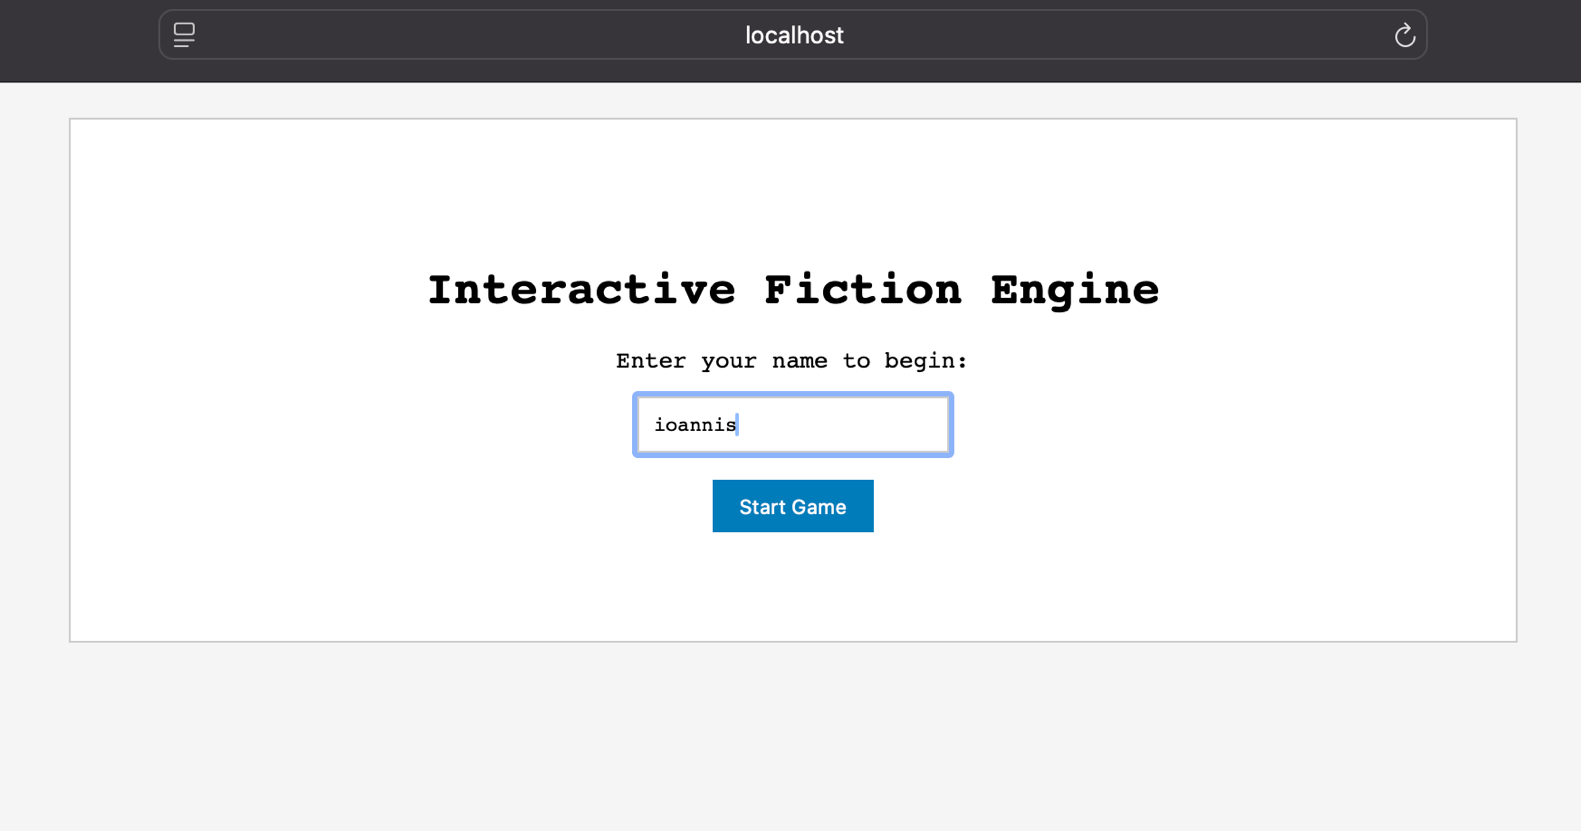 localhost
Interactive Fiction Engine
Enter your name to begin:
ioannis
Start Game